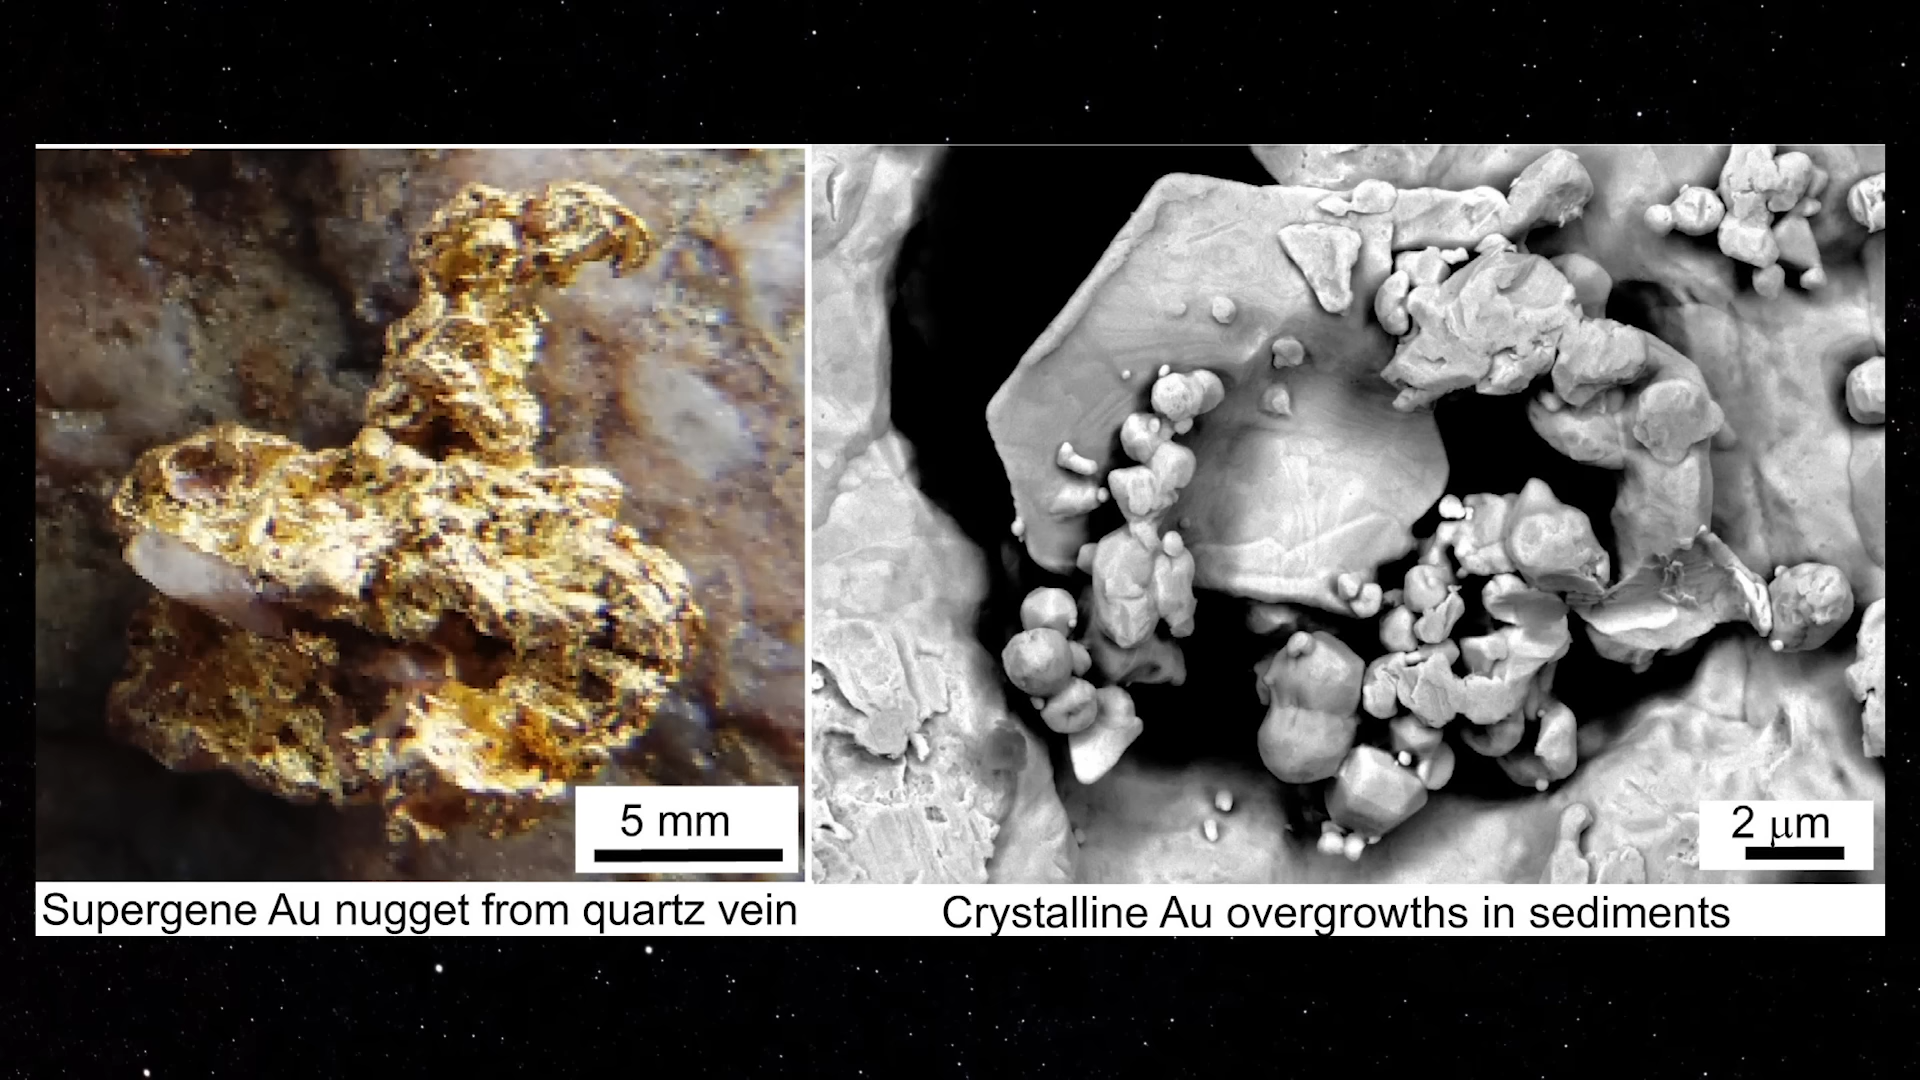 5 mm
Supergene Au nugget from quartz vein
2 μm
Crystalline Au overgrowths in sediments